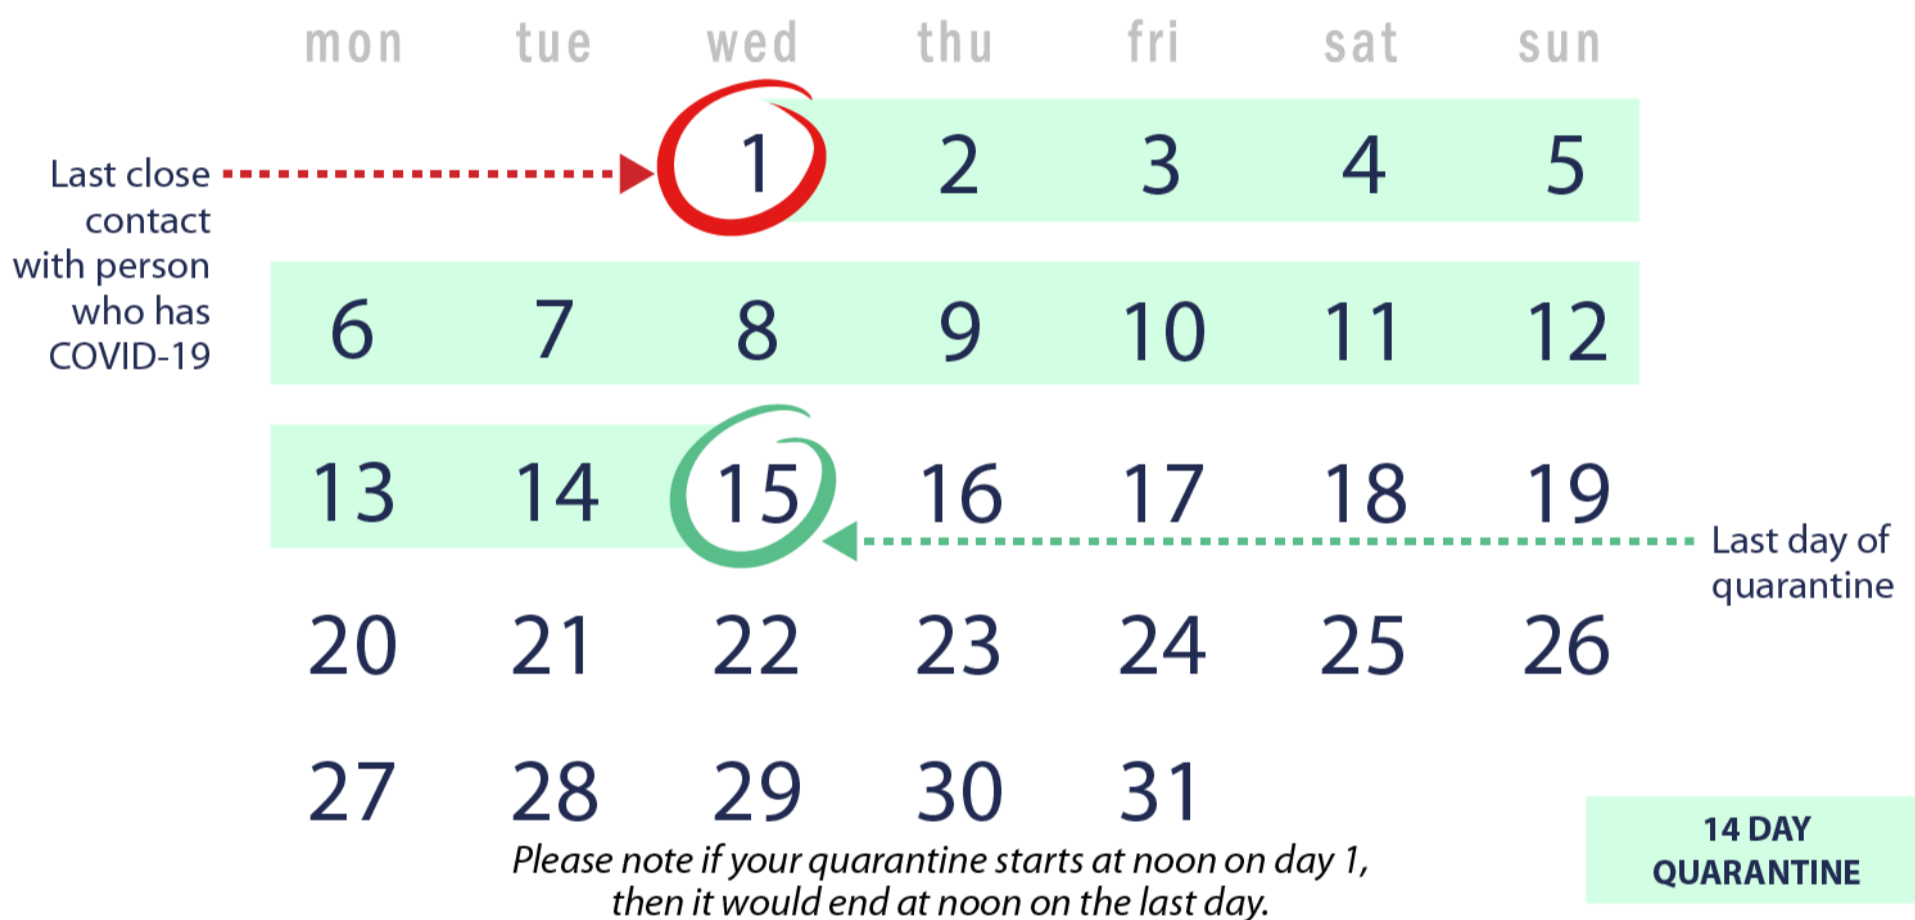 mon tue wed thu fri sat sun
1 2 3 4 5
Last close
contact
with person
who has
COVID-19
6 7 8 9 10 11 12
13 14 15 16 17 18 19
Last day of
quarantine
20 21 22 23 24 25 26
27 28 29 30 31
14 DAY
QUARANTINE
Please note if your quarantine starts at noon on day 1,
then it would end at noon on the last day.